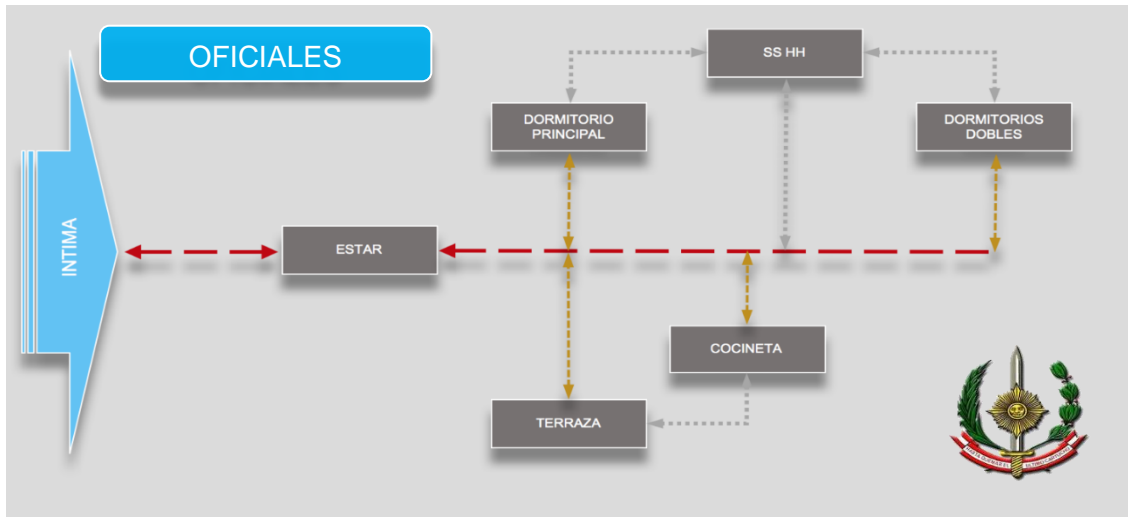 OFICIALES
SS HH
DORMITORIO
PRINCIPAL
DORMITORIOS
DOBLES
INTIMA
ESTAR
COCINETA
TERRAZA